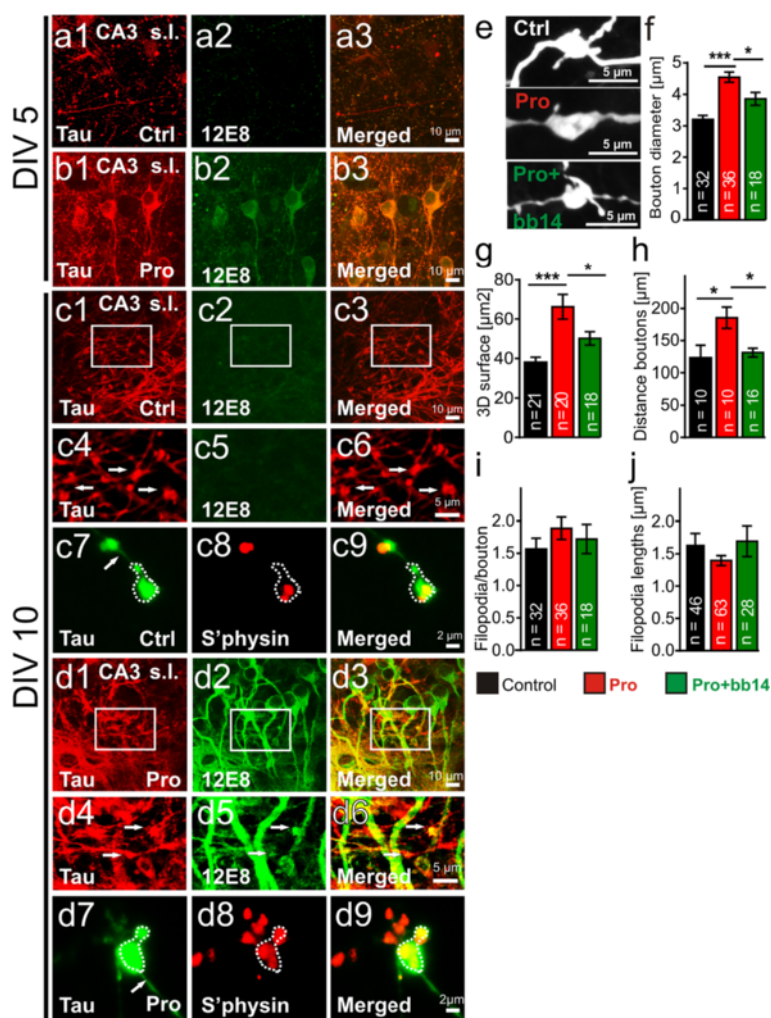 DIV 5
a1 CA3 s.l.
Tau Ctrl
a2
12E8
a3
Merged
10 µm
b1 CA3 s.l.
Tau Pro
b2
12E8
b3
Merged
10 µm
DIV 10
c1 CA3 s.l.
Tau Ctrl
c2
12E8
c3
Merged
10 µm
c4
Tau
c5
12E8
c6
Merged
5 µm
c7
Tau Ctrl
c8
S'physin
c9
Merged
2 µm
d1 CA3 s.l.
Tau Pro
d2
12E8
d3
Merged
10 µm
d4
Tau
d5
12E8
d6
Merged
5 µm
d7
Tau Pro
d8
S'physin
d9
Merged
2µm
e
Ctrl
5 µm
Pro
5 µm
Pro+
bb14
5 µm
f
Bouton diameter [µm]
5
4
3
2
1
0
*** *
n = 32
n = 36
n = 18
g
3D surface [µm2]
80
60
40
20
0
*** *
n = 21
n = 20
n = 18
h
Distance boutons [µm]
200
150
100
50
0
* *
n = 10
n = 10
n = 16
i
Filopodia/bouton
2.0
1.5
1.0
0.5
0.0
n = 32
n = 36
n = 18
j
Filopodia lengths [µm]
2.0
1.5
1.0
0.5
0.0
n = 46
n = 63
n = 28
Control Pro Pro+bb14